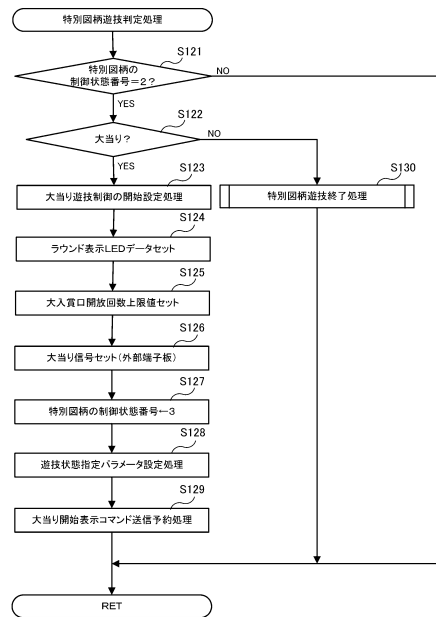 特別図柄遊技判定処理
S121
特別図柄の
制御状態番号=2?
NO
YES
S122
大当り?
NO
YES
S123
大当り遊技制御の開始設定処理
S130
特別図柄遊技終了処理
S124
ラウンド表示LEDデータセット
S125
大入賞口開放回数上限値セット
S126
大当り信号セット(外部端子板)
S127
特別図柄の制御状態番号←3
S128
遊技状態指定パラメータ設定処理
S129
大当り開始表示コマンド送信予約処理
RET